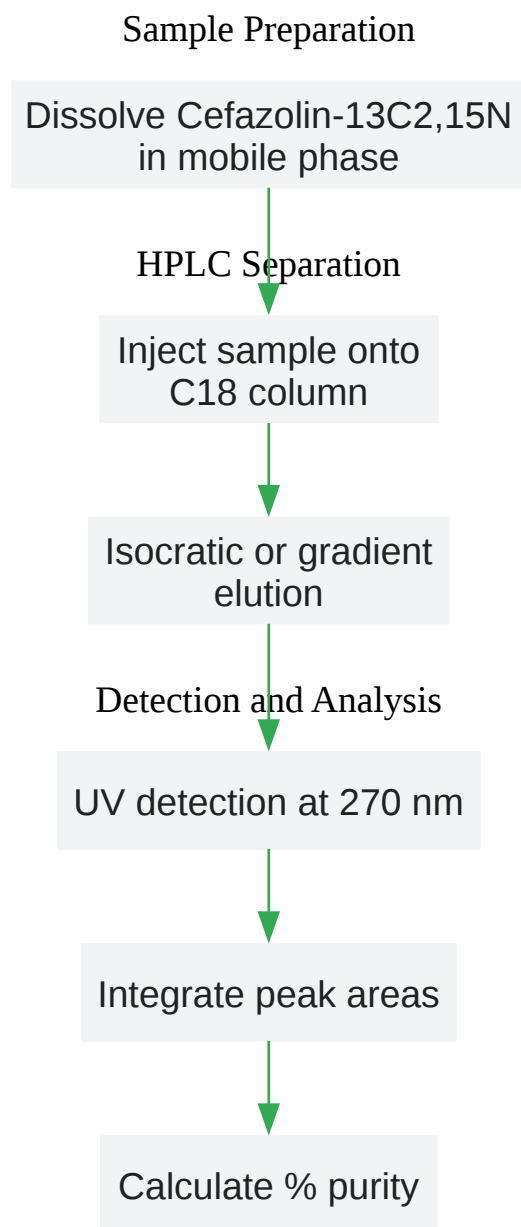 Sample Preparation
Dissolve Cefazolin-13C2,15N
in mobile phase
HPLC Separation
Inject sample onto
C18 column
Isocratic or gradient
elution
Detection and Analysis
UV detection at 270 nm
Integrate peak areas
Calculate % purity